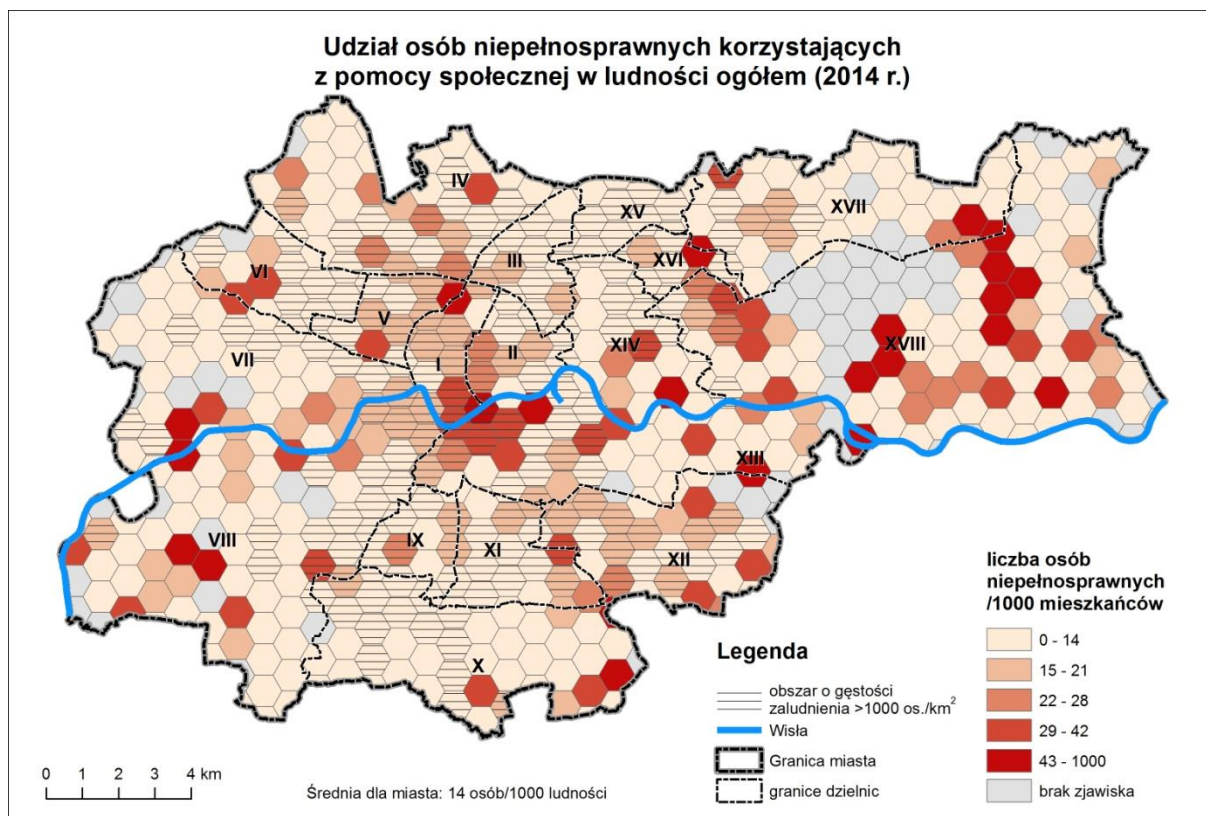 Udział osób niepełnosprawnych korzystających
z pomocy społecznej w ludności ogółem (2014 r.)
IV
XV
XVII
III
XVI
VI
V
VII
I
II
XIV
XVIII
XIII
VIII
IX
XI
XII
X
liczba osób
niepełnosprawnych
/1000 mieszkańców
0 - 14
15 - 21
22 - 28
29 - 42
43 - 1000
brak zjawiska
Legenda
obszar o gęstości
zaludnienia >1000 os./km²
Wisła
Granica miasta
granice dzielnic
0 1 2 3 4 km
Średnia dla miasta: 14 osób/1000 ludności